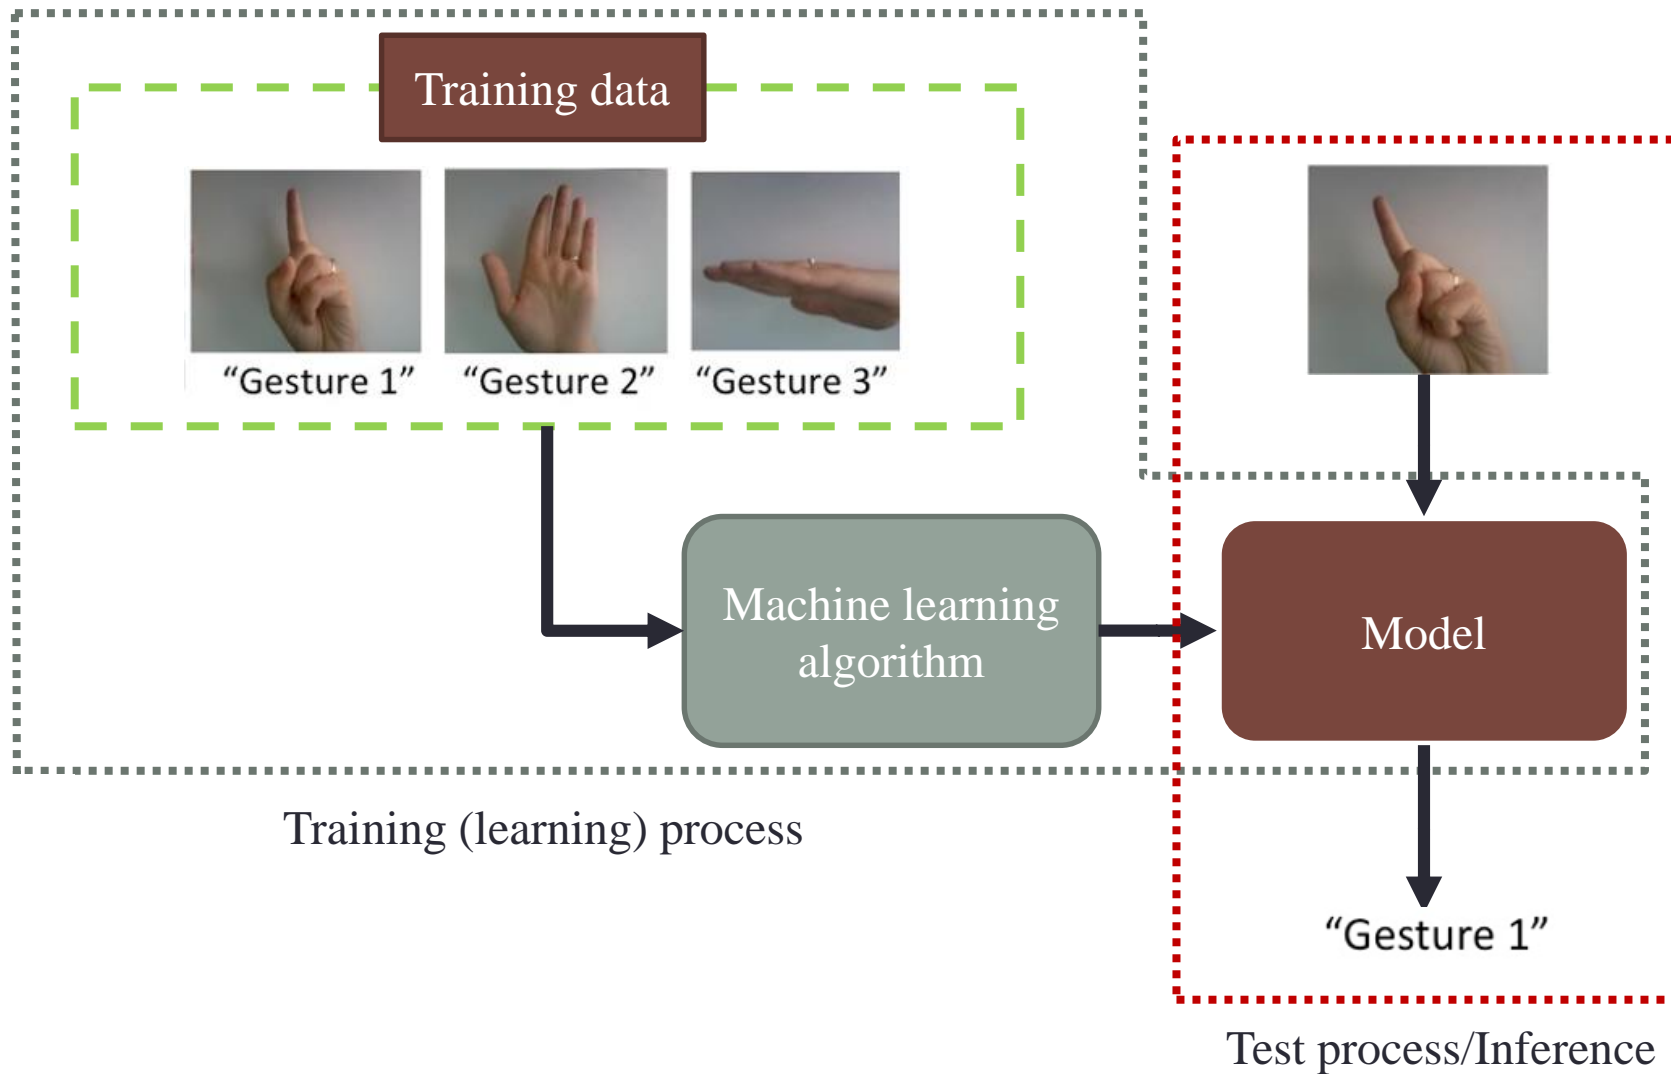 Training data
“Gesture 1”
“Gesture 2”
“Gesture 3”
Machine learning
algorithm
Model
Training (learning) process
“Gesture 1”
Test process/Inference